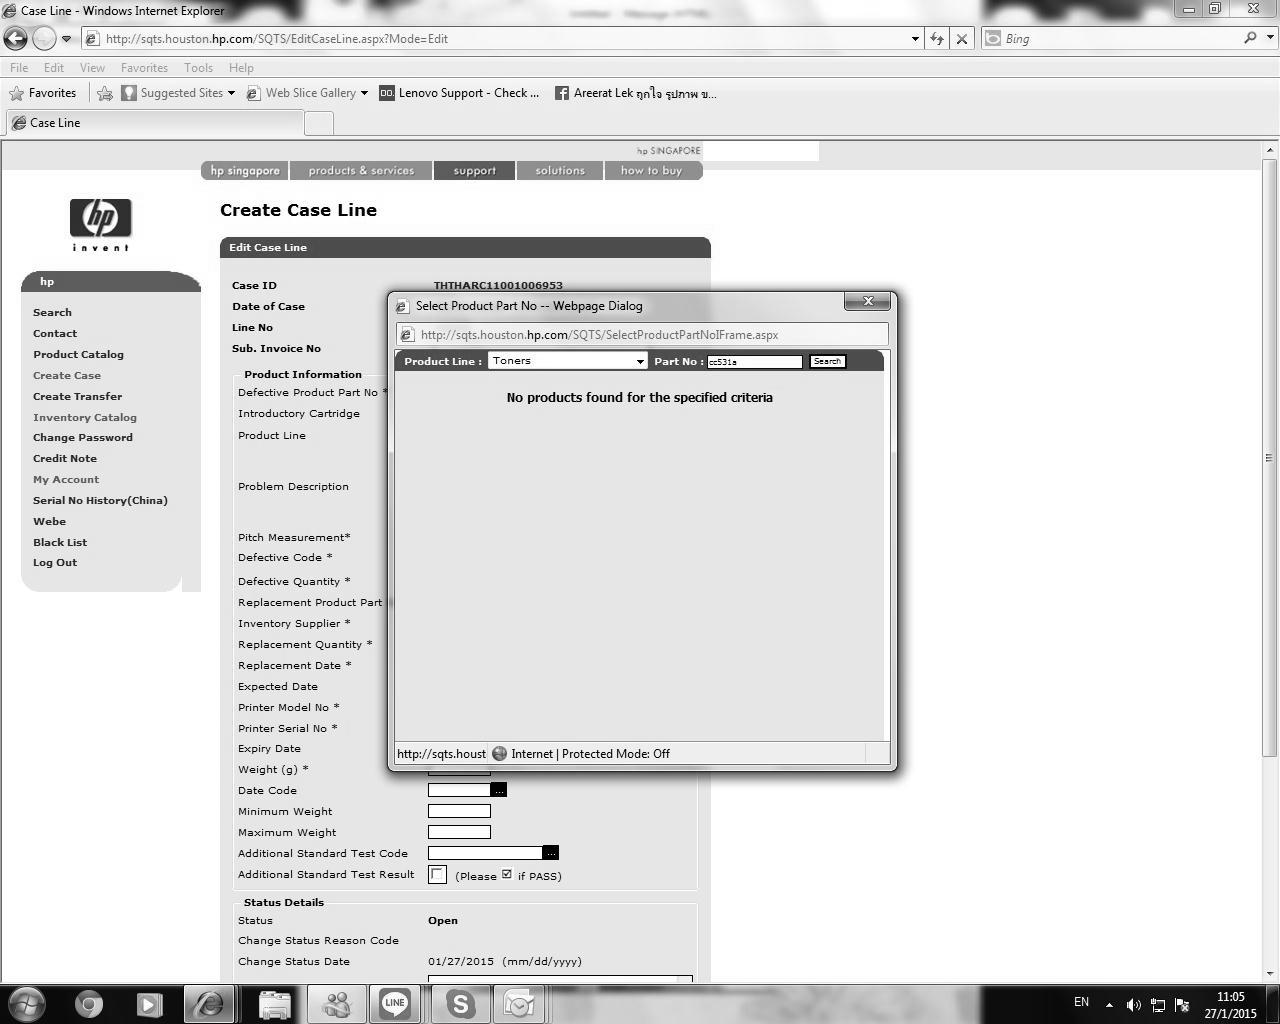 Case Line - Windows Internet Explorer
http://sqts.houston.hp.com/SQTS/EditCaseLine.aspx?Mode=Edit
Bing
File Edit View Favorites Tools Help
Favorites Suggested Sites Web Slice Gallery Lenovo Support - Check ... Areerat Lek ถูกใจ รูปภาพ ข...
Case Line
hp SINGAPORE
hp singapore products & services support solutions how to buy
hp
invent
Create Case Line
hp
Search
Contact
Product Catalog
Create Case
Create Transfer
Inventory Catalog
Change Password
Credit Note
My Account
Serial No History(China)
Webe
Black List
Log Out
Edit Case Line
Case ID THTHARC11001006953
Date of Case
Line No
Sub. Invoice No
Product Information
Defective Product Part No *
Introductory Cartridge
Product Line
Problem Description
Pitch Measurement*
Defective Code *
Defective Quantity *
Replacement Product Part
Inventory Supplier *
Replacement Quantity *
Replacement Date *
Expected Date
Printer Model No *
Printer Serial No *
Expiry Date
Weight (g) *
Date Code ...
Minimum Weight
Maximum Weight
Additional Standard Test Code ...
Additional Standard Test Result (Please if PASS)
Status Details
Status Open
Change Status Reason Code
Change Status Date 01/27/2015 (mm/dd/yyyy)
Select Product Part No -- Webpage Dialog
http://sqts.houston.hp.com/SQTS/SelectProductPartNoIFrame.aspx
Product Line : Toners Part No : cc531a Search
No products found for the specified criteria
http://sqts.houst Internet | Protected Mode: Off
LINE
EN
11:05
27/1/2015